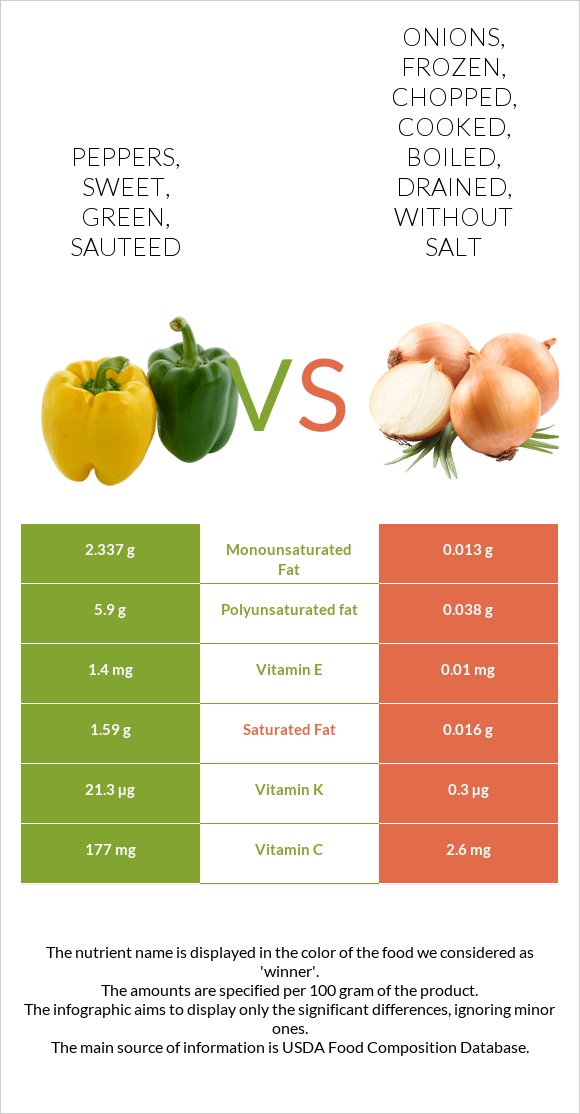 PEPPERS,
SWEET,
GREEN,
SAUTEED
ONIONS,
FROZEN,
CHOPPED,
COOKED,
BOILED,
DRAINED,
WITHOUT
SALT
VS
2.337 g Monounsaturated Fat 0.013 g
5.9 g Polyunsaturated fat 0.038 g
1.4 mg Vitamin E 0.01 mg
1.59 g Saturated Fat 0.016 g
21.3 µg Vitamin K 0.3 µg
177 mg Vitamin C 2.6 mg
The nutrient name is displayed in the color of the food we considered as
'winner'.
The amounts are specified per 100 gram of the product.
The infographic aims to display only the significant differences, ignoring minor
ones.
The main source of information is USDA Food Composition Database.